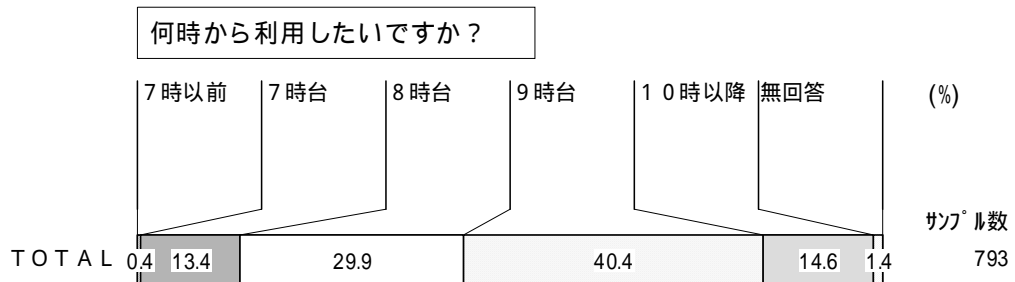 何時から利用したいですか？
７時以前 ７時台 ８時台 ９時台 １０時以降 無回答 (%)
ｻﾝﾌﾟﾙ数
ＴＯＴＡＬ 0.4 13.4 29.9 40.4 14.6 1.4 793